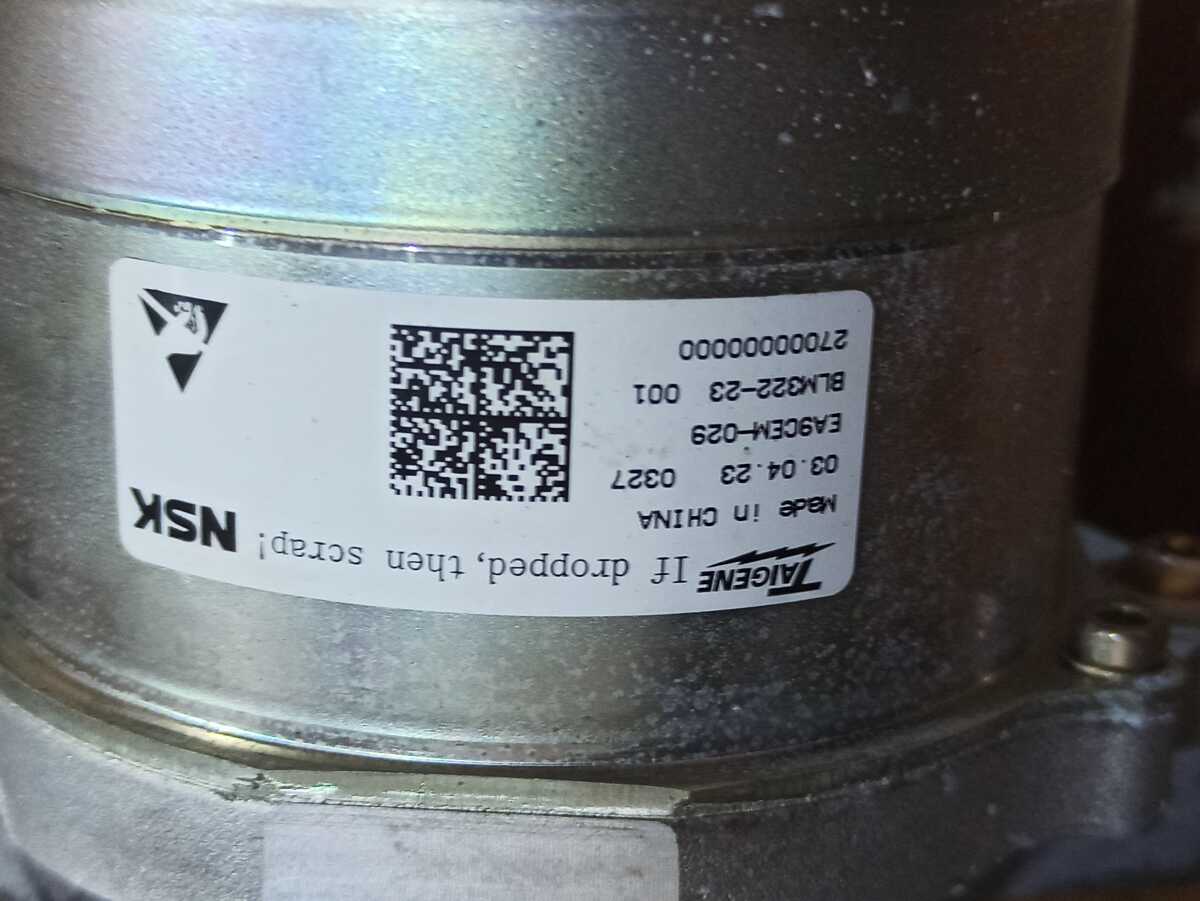 TAIGENE If dropped, then scrap! NSK
Made in CHINA
03.04.23 0327
EA9CEM-029
BLM322-23 001
2700000000